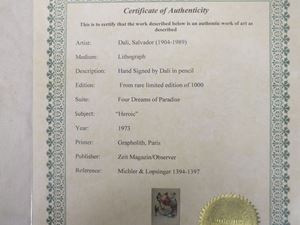 Certificate of Authenticity
This is to certify that the work described below is an authentic work of art as
described
Artist: Dali, Salvador (1904-1989)
Medium: Lithograph
Description: Hand Signed by Dali in pencil
Edition: From rare limited edition of 1000
Suite: Four Dreams of Paradise
Subject: "Heroic"
Year: 1973
Printer: Grapholith, Paris
Publisher: Zeit Magazin/Observer
Reference: Michler & Lopsinger 1394-1397